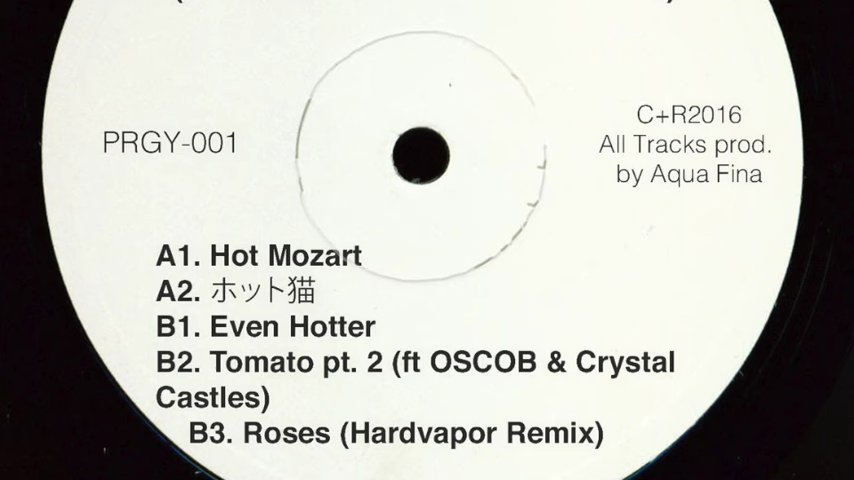 PRGY-001
C+R2016
All Tracks prod.
by Aqua Fina
A1. Hot Mozart
A2. ホット猫
B1. Even Hotter
B2. Tomato pt. 2 (ft OSCOB & Crystal
Castles)
B3. Roses (Hardvapor Remix)